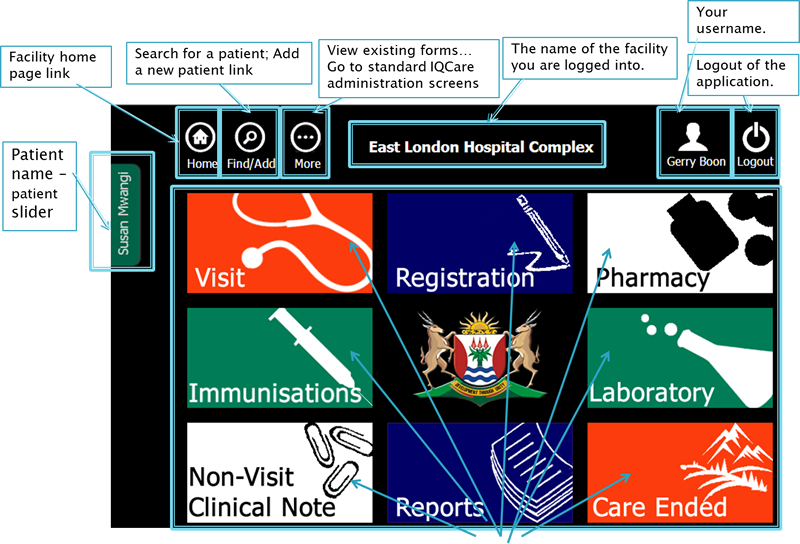 Your
username.
Facility home
page link
Search for a patient; Add
a new patient link
View existing forms...
Go to standard IQCare
administration screens
The name of the facility
you are logged into.
Logout of the
application.
Home
Find/Add
More
East London Hospital Complex
Gerry Boon
Logout
Patient
name –
patient
slider
Susan Mwangi
Visit
Registration
Pharmacy
Immunisations
DEVELOPMENT THROUGH UNITY
Laboratory
Non-Visit
Clinical Note
Reports
Care Ended